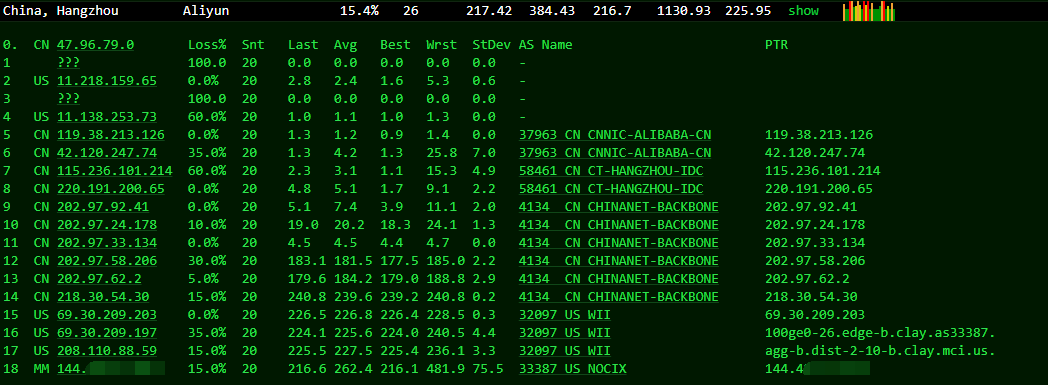 China, Hangzhou Aliyun 15.4% 26 217.42 384.43 216.7 1130.93 225.95 show
0. CN 47.96.79.0 Loss% Snt Last Avg Best Wrst StDev AS Name PTR
1 ??? 100.0 20 0.0 0.0 0.0 0.0 0.0 -
2 US 11.218.159.65 0.0% 20 2.8 2.4 1.6 5.3 0.6 -
3 ??? 100.0 20 0.0 0.0 0.0 0.0 0.0 -
4 US 11.138.253.73 60.0% 20 1.0 1.1 1.0 1.3 0.0 -
5 CN 119.38.213.126 0.0% 20 1.3 1.2 0.9 1.4 0.0 37963 CN CNNIC-ALIBABA-CN 119.38.213.126
6 CN 42.120.247.74 35.0% 20 1.3 4.2 1.3 25.8 7.0 37963 CN CNNIC-ALIBABA-CN 42.120.247.74
7 CN 115.236.101.214 60.0% 20 2.3 3.1 1.1 15.3 4.9 58461 CN CT-HANGZHOU-IDC 115.236.101.214
8 CN 220.191.200.65 0.0% 20 4.8 5.1 1.7 9.1 2.2 58461 CN CT-HANGZHOU-IDC 220.191.200.65
9 CN 202.97.92.41 0.0% 20 5.1 7.4 3.9 11.1 2.0 4134 CN CHINANET-BACKBONE 202.97.92.41
10 CN 202.97.24.178 10.0% 20 19.0 20.2 18.3 24.1 1.3 4134 CN CHINANET-BACKBONE 202.97.24.178
11 CN 202.97.33.134 0.0% 20 4.5 4.5 4.4 4.7 0.0 4134 CN CHINANET-BACKBONE 202.97.33.134
12 CN 202.97.58.206 30.0% 20 183.1 181.5 177.5 185.0 2.2 4134 CN CHINANET-BACKBONE 202.97.58.206
13 CN 202.97.62.2 5.0% 20 179.6 184.2 179.0 188.8 2.9 4134 CN CHINANET-BACKBONE 202.97.62.2
14 CN 218.30.54.30 15.0% 20 240.8 239.6 239.2 240.8 0.2 4134 CN CHINANET-BACKBONE 218.30.54.30
15 US 69.30.209.203 0.0% 20 226.5 226.8 226.4 228.5 0.3 32097 US WII 69.30.209.203
16 US 69.30.209.197 35.0% 20 224.1 225.6 224.0 240.5 4.4 32097 US WII 100ge0-26.edge-b.clay.as33387.
17 US 208.110.88.59 15.0% 20 225.5 227.5 225.4 236.1 3.3 32097 US WII agg-b.dist-2-10-b.clay.mci.us.
18 MM 144. 15.0% 20 216.6 262.4 216.1 481.9 75.5 33387 US NOCIX 144.4